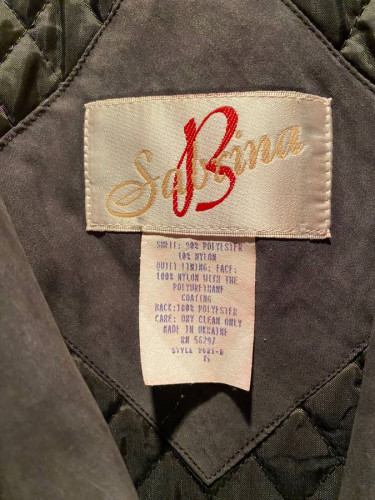 Sabrina
B
SHELL: 90% POLYESTER
10% NYLON
QUILT LINING: FACE:
100% NYLON WITH THE
POLYURETHANE
COATING
BACK:100% POLYESTER
CARE: DRY CLEAN ONLY
MADE IN UKRAINE
RN 56297
STYLE